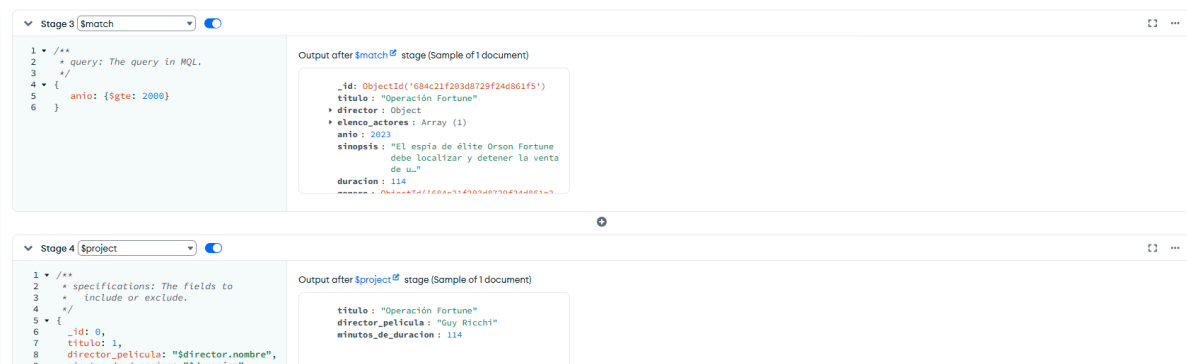 Stage 3 $match
1 /**
2 * query: The query in MQL.
3 */
4 {
5 anio: {$gte: 2000}
6 }
Output after $match stage (Sample of 1 document)
_id: ObjectId('684c21f203d8729f24d861f5')
titulo : "Operación Fortune"
director : Object
elenco_actores : Array (1)
anio : 2023
sinopsis : "El espía de élite Orson Fortune
debe localizar y detener la venta
de u…"
duracion : 114
Stage 4 $project
1 /**
2 * specifications: The fields to
3 * include or exclude.
4 */
5 {
6 _id: 0,
7 titulo: 1,
8 director_pelicula: "$director.nombre",
Output after $project stage (Sample of 1 document)
titulo : "Operación Fortune"
director_pelicula : "Guy Ricchi"
minutos_de_duracion : 114